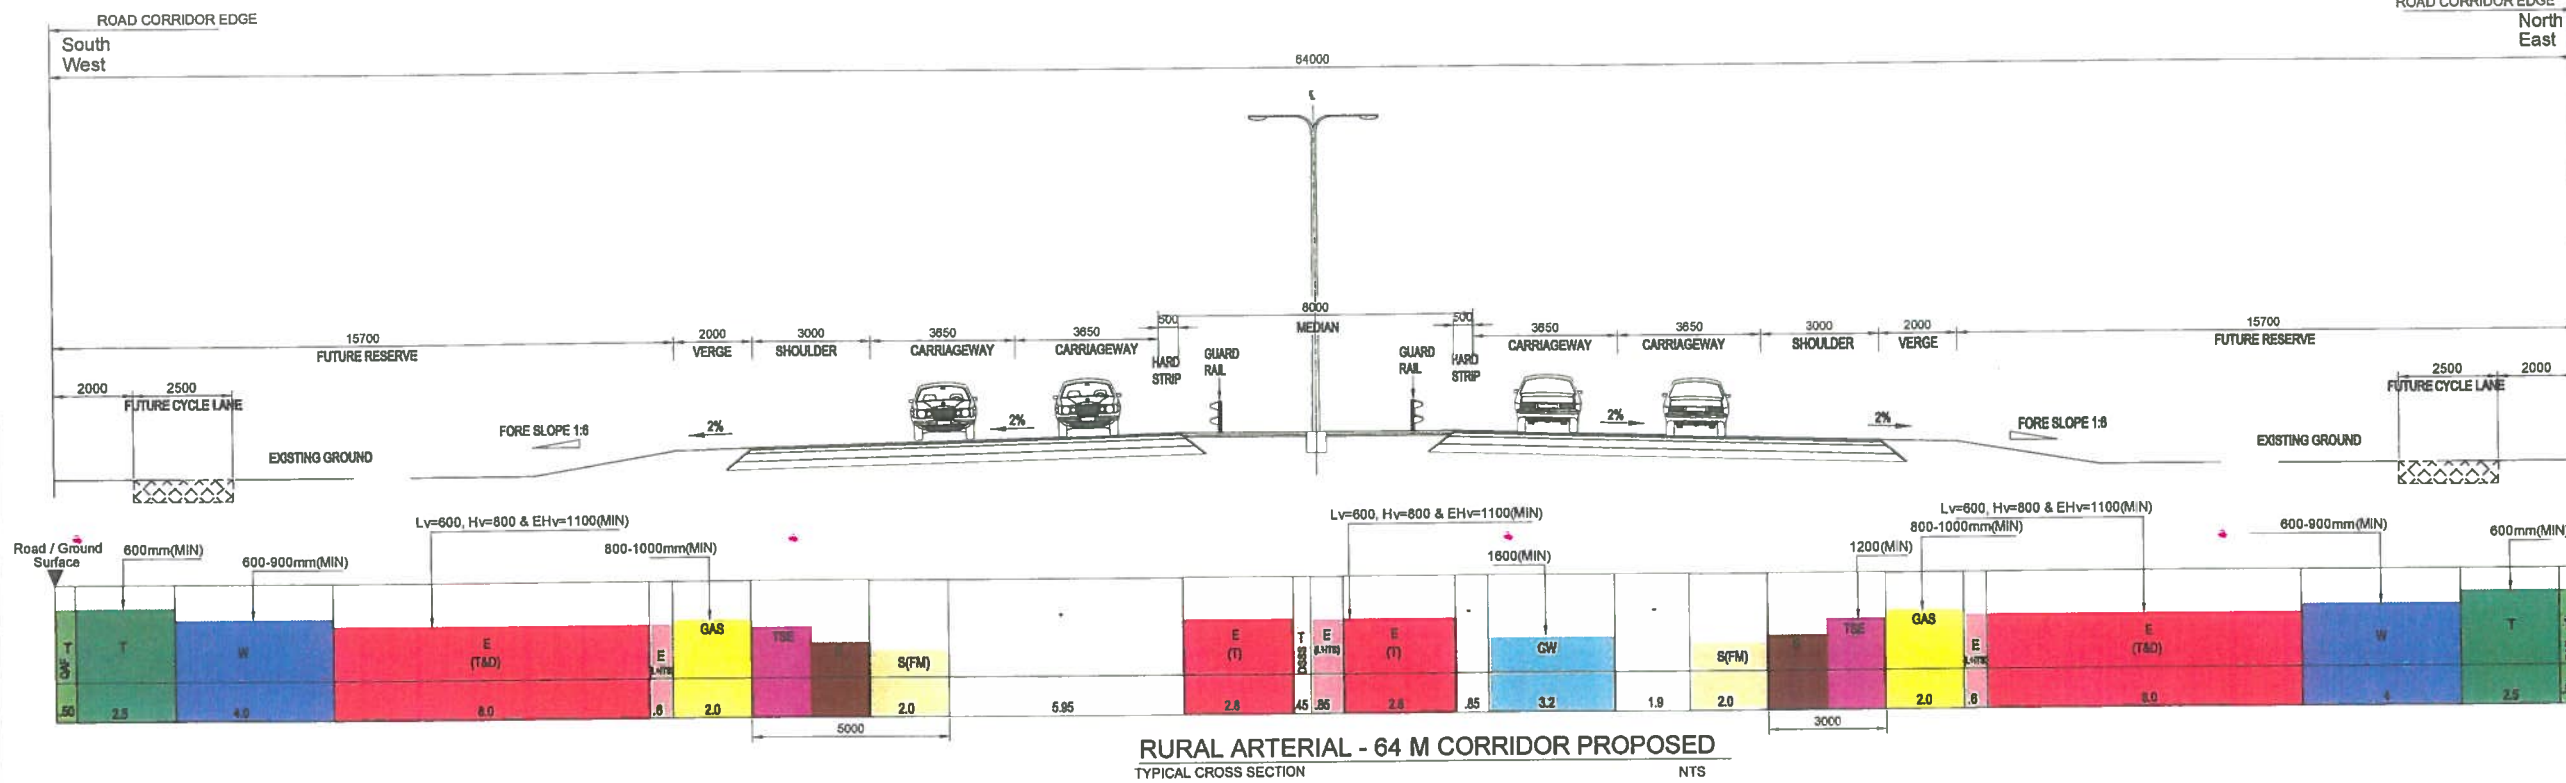 ROAD CORRIDOR EDGE
ROAD CORRIDOR EDGE
South
West
North
East
64000
15700
FUTURE RESERVE
2000
VERGE
3000
SHOULDER
3650
CARRIAGEWAY
3650
CARRIAGEWAY
500
HARD
STRIP
8000
MEDIAN
GUARD
RAIL
GUARD
RAIL
500
HARD
STRIP
3650
CARRIAGEWAY
3650
CARRIAGEWAY
3000
SHOULDER
2000
VERGE
15700
FUTURE RESERVE
2000
2500
FUTURE CYCLE LANE
2500
2000
FUTURE CYCLE LANE
FORE SLOPE 1:6
2%
2%
2%
2%
FORE SLOPE 1:6
EXISTING GROUND
EXISTING GROUND
Road / Ground
Surface
600mm(MIN)
600-900mm(MIN)
Lv=600, Hv=800 & EHv=1100(MIN)
800-1000mm(MIN)
Lv=600, Hv=800 & EHv=1100(MIN)
1600(MIN)
1200(MIN)
Lv=600, Hv=800 & EHv=1100(MIN)
800-1000mm(MIN)
600-900mm(MIN)
600mm(MIN)
T
QAF
T
W
E
(T&D)
E
GAS
TSE
S(FM)
E
(T)
T
DSSS
E
E
(T)
GW
S(FM)
TSE
GAS
E
E
(T&D)
W
T
.50
2.5
4.0
8.0
.6
2.0
2.0
5.95
2.8
.45
.85
2.8
.85
3.2
1.9
2.0
2.0
.6
8.0
4
2.5
5000
3000
RURAL ARTERIAL - 64 M CORRIDOR PROPOSED
TYPICAL CROSS SECTION
NTS